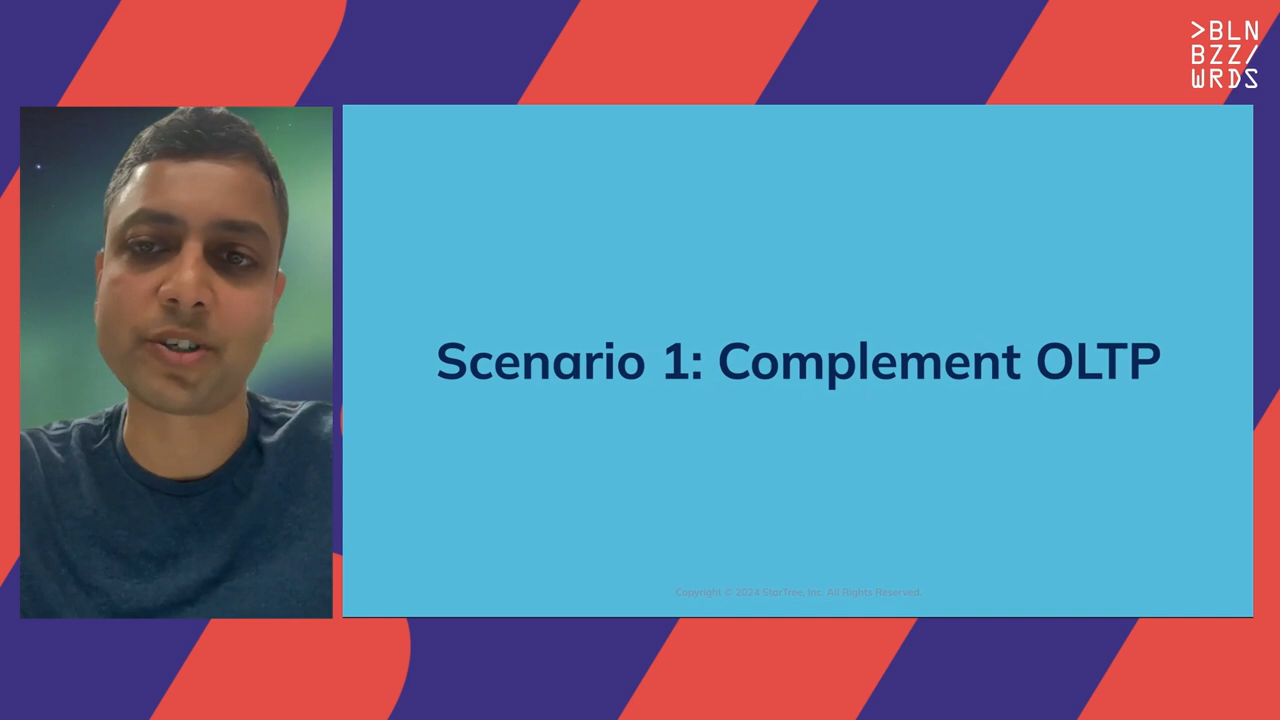 >BLN
BZZ/
WRDS
Scenario 1: Complement OLTP
Copyright © 2024 StarTree, Inc. All Rights Reserved.